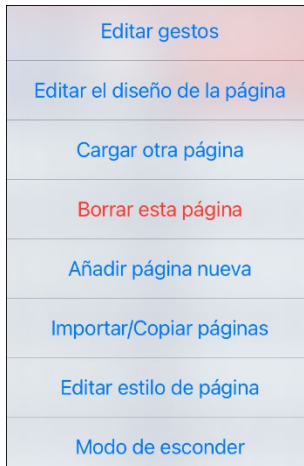 Editar gestos
Editar el diseño de la página
Cargar otra página
Borrar esta página
Añadir página nueva
Importar/Copiar páginas
Editar estilo de página
Modo de esconder